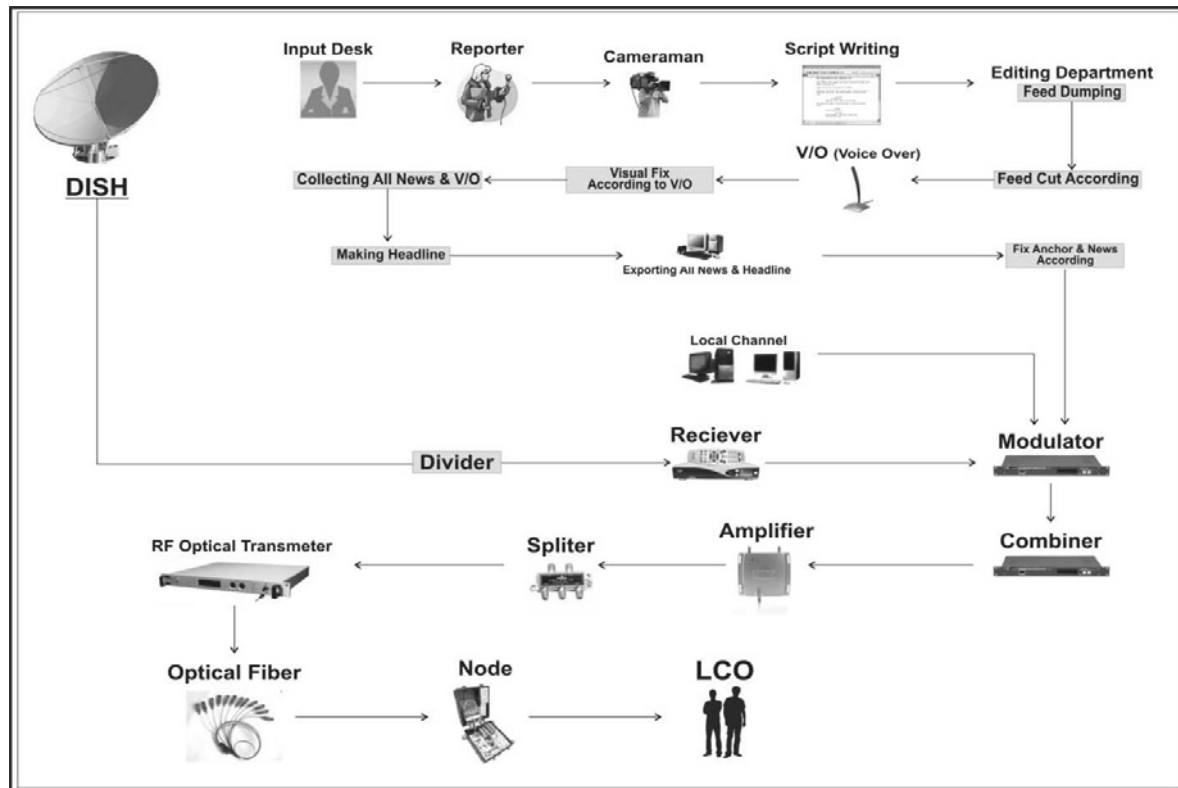 Input Desk
Reporter
Cameraman
Script Writing
Editing Department
Feed Dumping
DISH
Collecting All News & V/O
Visual Fix
According to V/O
V/O (Voice Over)
Feed Cut According
Making Headline
Exporting All News & Headline
Fix Anchor & News
According
Local Channel
Divider
Reciever
Modulator
RF Optical Transmeter
Spliter
Amplifier
Combiner
Optical Fiber
Node
LCO